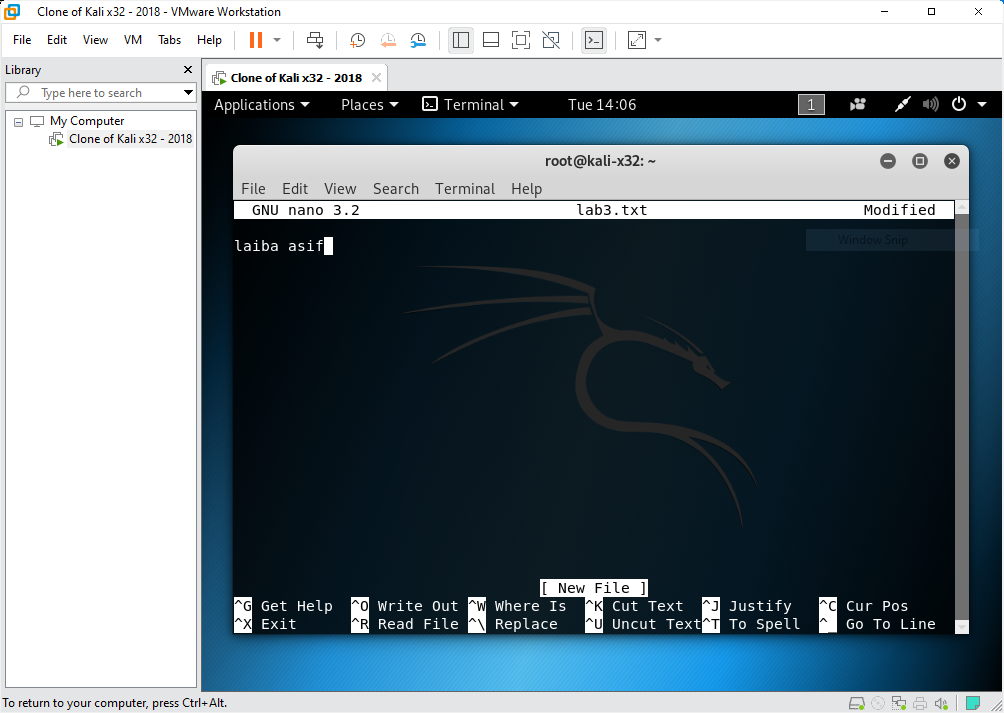 Clone of Kali x32 - 2018 - VMware Workstation
File Edit View VM Tabs Help
Library
Type here to search
My Computer
Clone of Kali x32 - 2018
Clone of Kali x32 - 2018
Applications Places Terminal Tue 14:06 1
root@kali-x32: ~
File Edit View Search Terminal Help
GNU nano 3.2 lab3.txt Modified
laiba asif
Window Snip
[ New File ]
^G Get Help ^O Write Out ^W Where Is ^K Cut Text ^J Justify ^C Cur Pos
^X Exit ^R Read File ^\ Replace ^U Uncut Text ^T To Spell ^_ Go To Line
To return to your computer, press Ctrl+Alt.